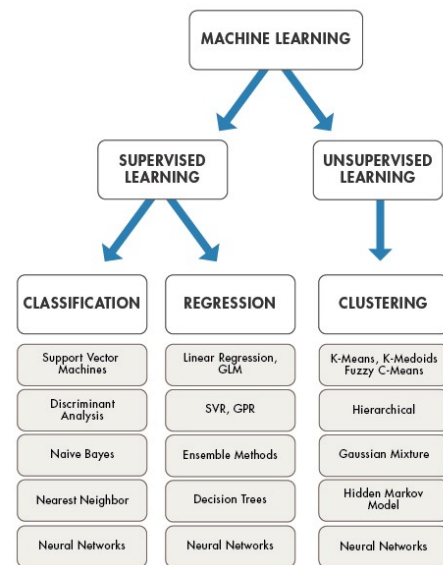 MACHINE LEARNING
SUPERVISED
LEARNING
UNSUPERVISED
LEARNING
CLASSIFICATION
REGRESSION
CLUSTERING
Support Vector
Machines
Discriminant
Analysis
Naive Bayes
Nearest Neighbor
Neural Networks
Linear Regression,
GLM
SVR, GPR
Ensemble Methods
Decision Trees
Neural Networks
K-Means, K-Medoids
Fuzzy C-Means
Hierarchical
Gaussian Mixture
Hidden Markov
Model
Neural Networks